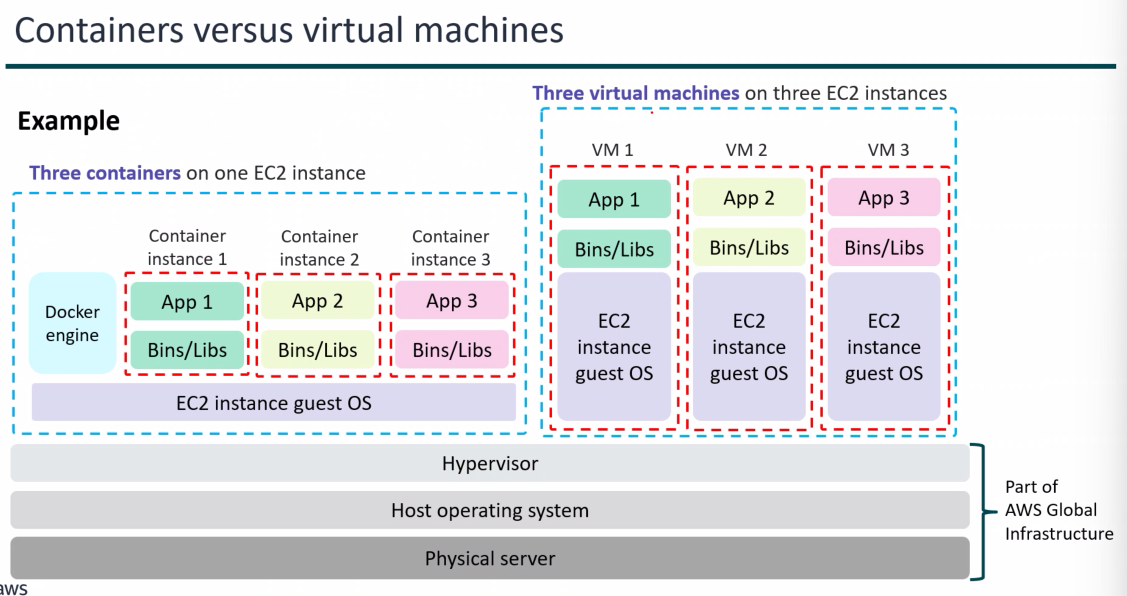 Containers versus virtual machines
Example
Three containers on one EC2 instance
Container
instance 1
Container
instance 2
Container
instance 3
Docker
engine
App 1
App 2
App 3
Bins/Libs
Bins/Libs
Bins/Libs
EC2 instance guest OS
Three virtual machines on three EC2 instances
VM 1
VM 2
VM 3
App 1
App 2
App 3
Bins/Libs
Bins/Libs
Bins/Libs
EC2
instance
guest OS
EC2
instance
guest OS
EC2
instance
guest OS
Hypervisor
Host operating system
Physical server
Part of
AWS Global
Infrastructure
aws